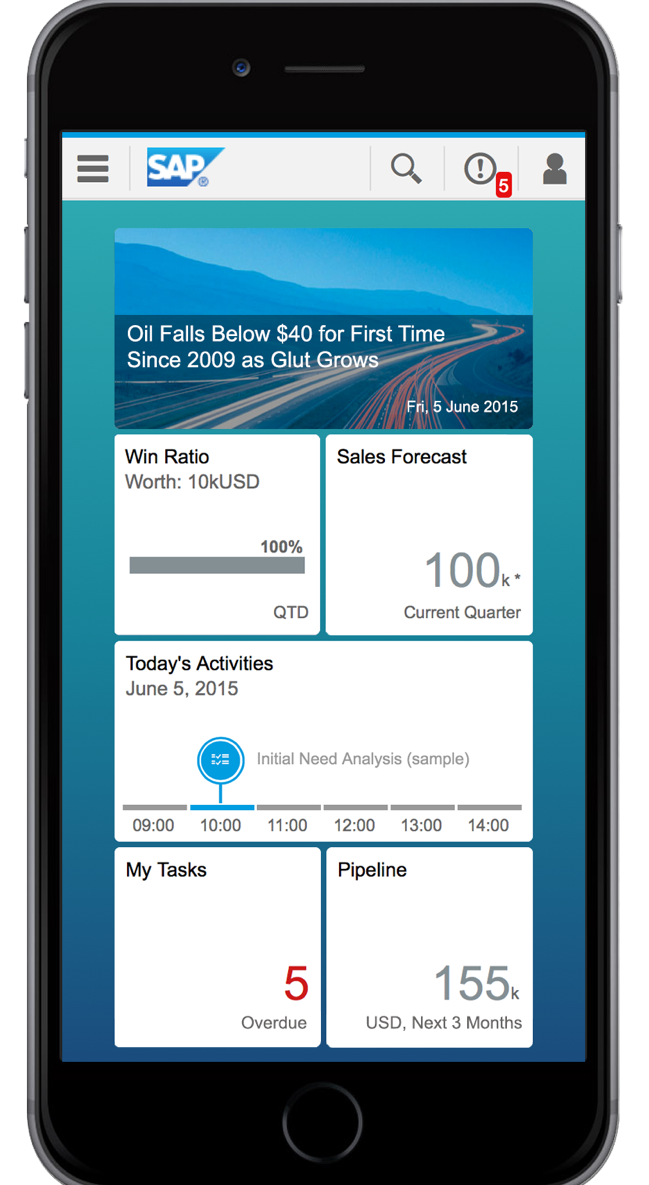 SAP
5
Oil Falls Below $40 for First Time
Since 2009 as Glut Grows
Fri, 5 June 2015
Win Ratio
Worth: 10kUSD
100%
QTD
Sales Forecast
100k *
Current Quarter
Today's Activities
June 5, 2015
Initial Need Analysis (sample)
09:00 10:00 11:00 12:00 13:00 14:00
My Tasks
5
Overdue
Pipeline
155k
USD, Next 3 Months